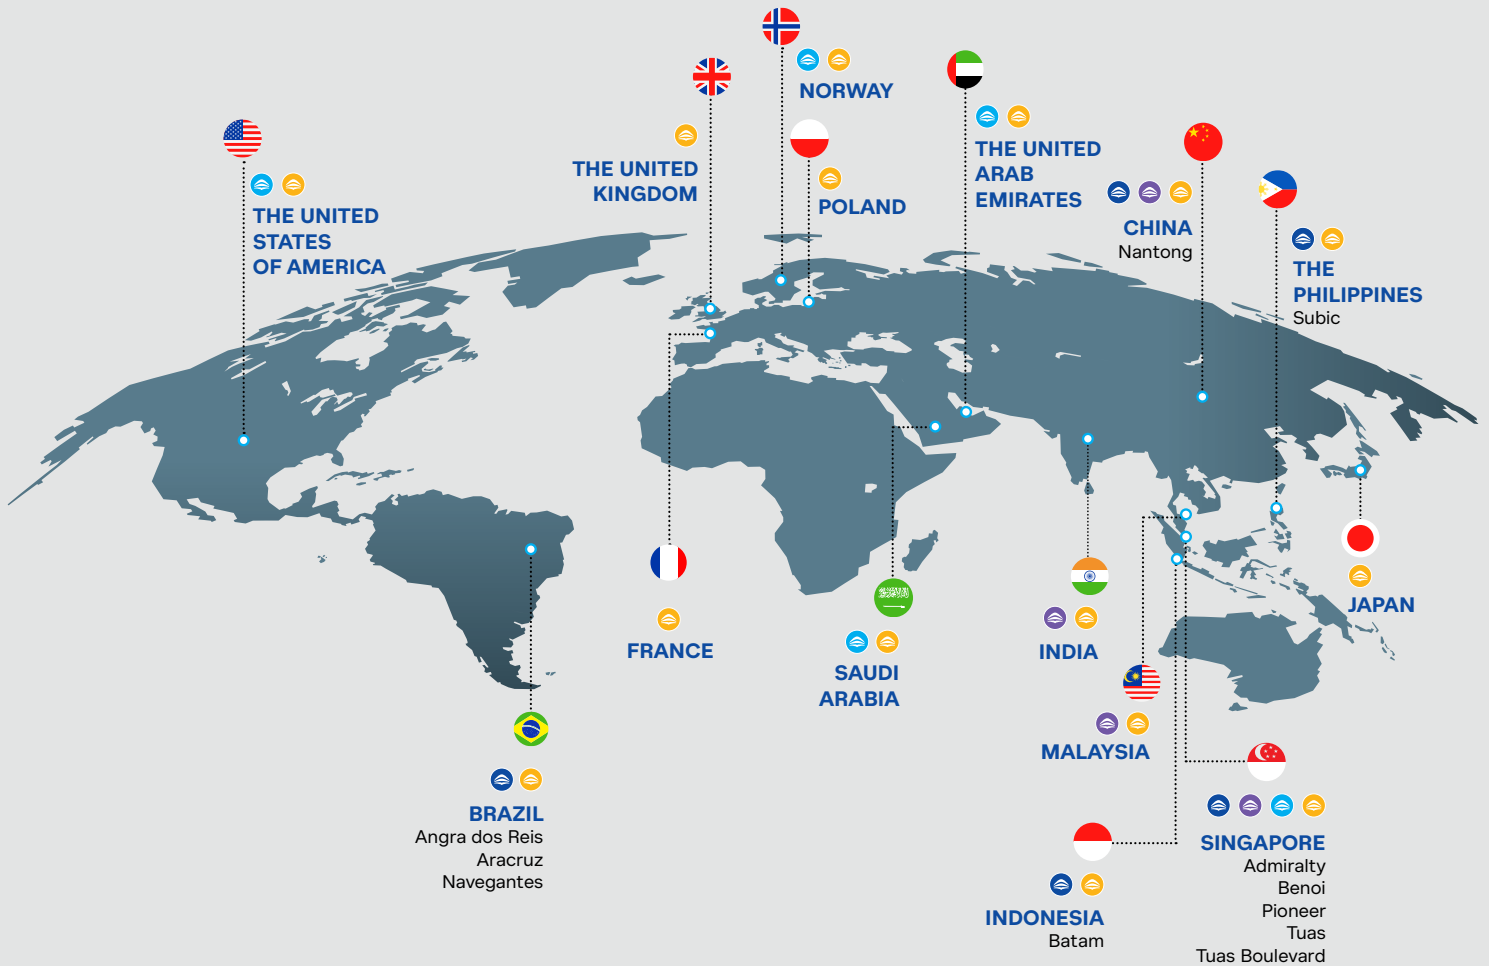 NORWAY
THE UNITED
KINGDOM
POLAND
THE UNITED
ARAB
EMIRATES
CHINA
Nantong
THE UNITED
STATES
OF AMERICA
THE
PHILIPPINES
Subic
JAPAN
FRANCE
SAUDI
ARABIA
INDIA
MALAYSIA
BRAZIL
Angra dos Reis
Aracruz
Navegantes
SINGAPORE
Admiralty
Benoi
Pioneer
Tuas
Tuas Boulevard
INDONESIA
Batam